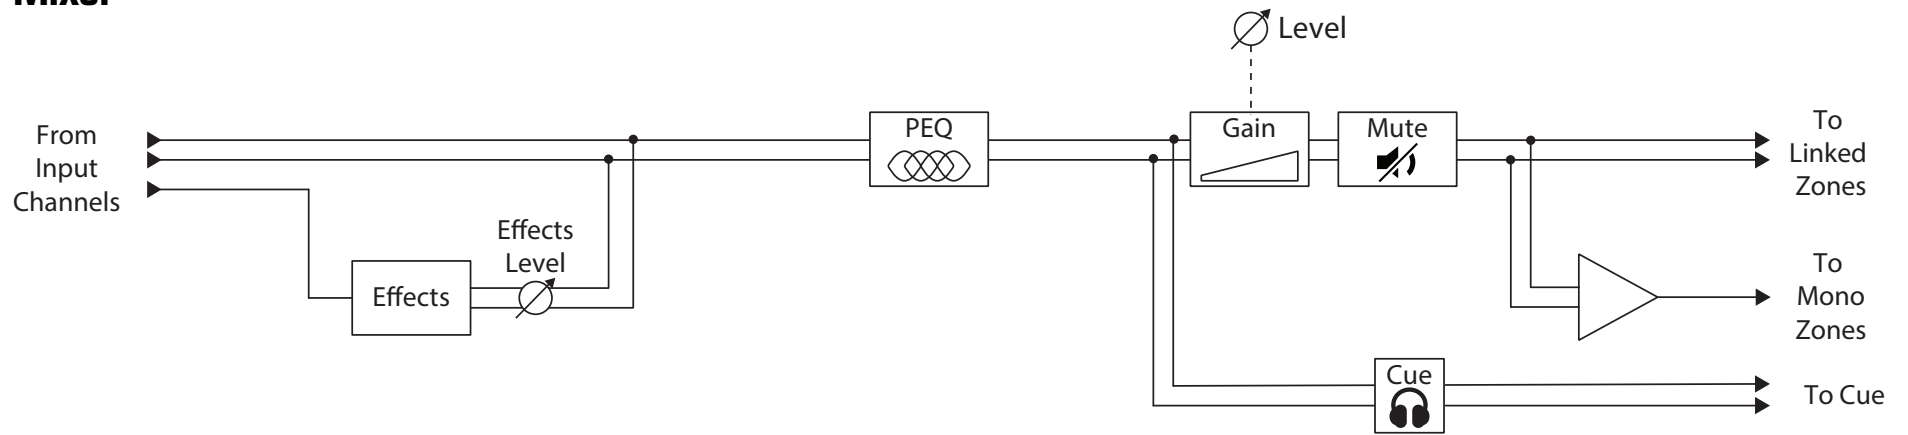 Mixer
Level
From
Input
Channels
PEQ
Gain
Mute
To
Linked
Zones
Effects
Level
Effects
To
Mono
Zones
Cue
To Cue